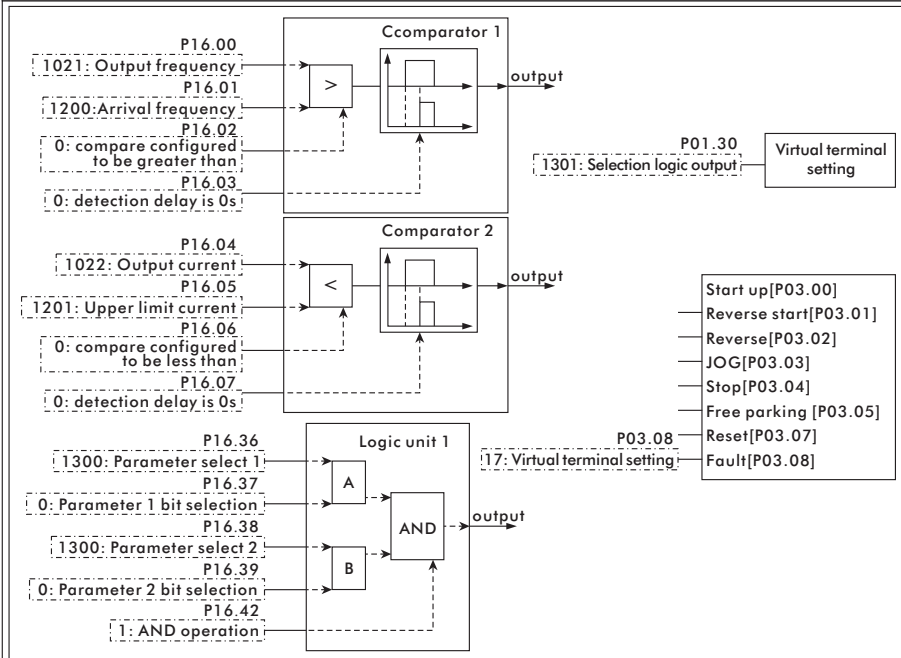 Ccomparator 1
P16.00
1021: Output frequency
P16.01
1200:Arrival frequency
P16.02
0: compare configured
to be greater than
P16.03
0: detection delay is 0s
>
output
P01.30
1301: Selection logic output
Virtual terminal
setting
Comparator 2
P16.04
1022: Output current
P16.05
1201: Upper limit current
P16.06
0: compare configured
to be less than
P16.07
0: detection delay is 0s
<
output
Start up[P03.00]
Reverse start[P03.01]
Reverse[P03.02]
JOG[P03.03]
Stop[P03.04]
Free parking [P03.05]
Reset[P03.07]
Fault[P03.08]
P03.08
17: Virtual terminal setting
Logic unit 1
P16.36
1300: Parameter select 1
P16.37
0: Parameter 1 bit selection
P16.38
1300: Parameter select 2
P16.39
0: Parameter 2 bit selection
P16.42
1: AND operation
A
B
AND
output